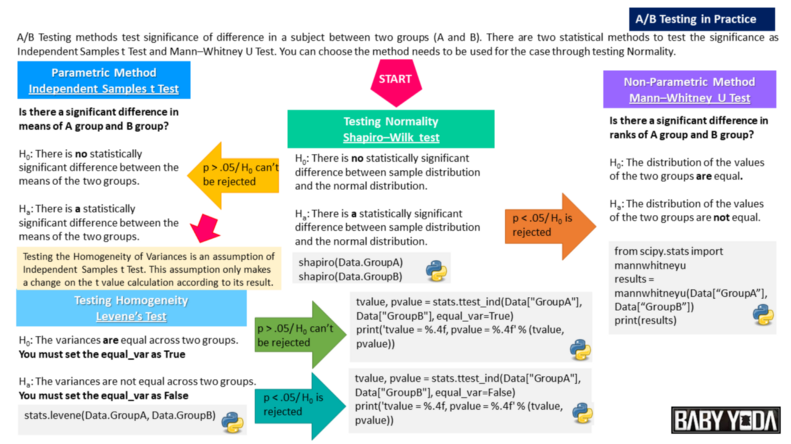 A/B Testing in Practice
A/B Testing methods test significance of difference in a subject between two groups (A and B). There are two statistical methods to test the significance as
Independent Samples t Test and Mann–Whitney U Test. You can choose the method needs to be used for the case through testing Normality.
Parametric Method
Independent Samples t Test
Is there a significant difference in
means of A group and B group?
H0: There is no statistically
significant difference between the
means of the two groups.
Ha: There is a statistically
significant difference between the
means of the two groups.
Testing the Homogeneity of Variances is an assumption of
Independent Samples t Test. This assumption only makes
a change on the t value calculation according to its result.
p > .05/ H0 can't
be rejected
START
Testing Normality
Shapiro–Wilk test
H0: There is no statistically significant
difference between sample distribution
and the normal distribution.
Ha: There is a statistically significant
difference between sample distribution
and the normal distribution.
shapiro(Data.GroupA)
shapiro(Data.GroupB)
p < .05/ H0 is
rejected
Non-Parametric Method
Mann–Whitney U Test
Is there a significant difference in
ranks of A group and B group?
H0: The distribution of the values
of the two groups are equal.
Ha: The distribution of the values
of the two groups are not equal.
from scipy.stats import
mannwhitneyu
results =
mannwhitneyu(Data["GroupA"],
Data["GroupB"])
print(results)
Testing Homogeneity
Levene's Test
H0: The variances are equal across two groups.
You must set the equal_var as True
Ha: The variances are not equal across two groups.
You must set the equal_var as False
stats.levene(Data.GroupA, Data.GroupB)
p > .05/ H0 can't
be rejected
tvalue, pvalue = stats.ttest_ind(Data["GroupA"],
Data["GroupB"], equal_var=True)
print('tvalue = %.4f, pvalue = %.4f' % (tvalue,
pvalue))
p < .05/ H0 is
rejected
tvalue, pvalue = stats.ttest_ind(Data["GroupA"],
Data["GroupB"], equal_var=False)
print('tvalue = %.4f, pvalue = %.4f' % (tvalue,
pvalue))
BABY YODA